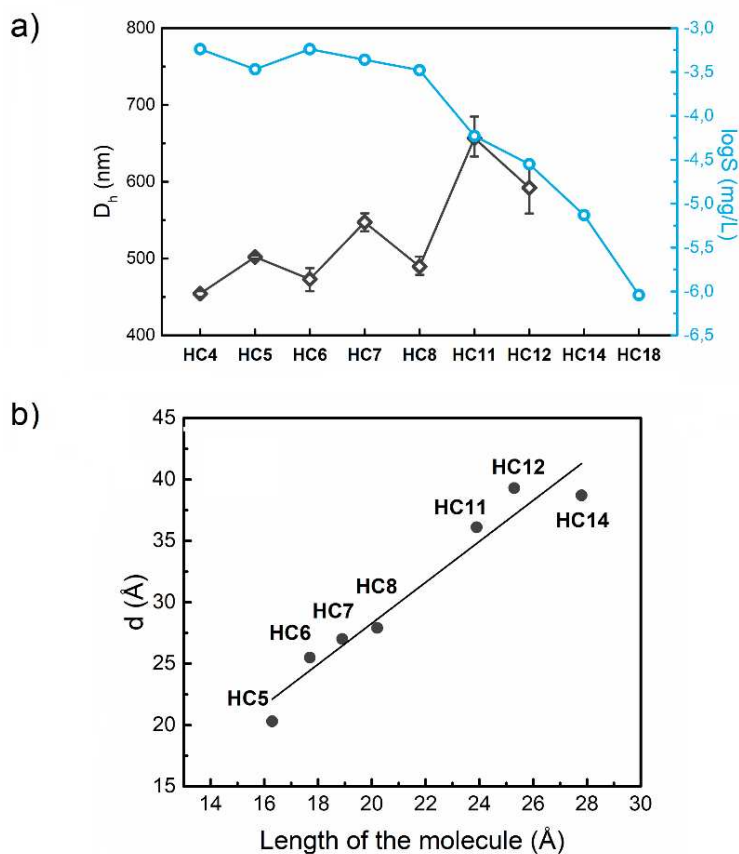 a)
800
700
600
500
400
D_h (nm)
-3,0
-3,5
-4,0
-4,5
-5,0
-5,5
-6,0
-6,5
logS (mg/L)
HC4 HC5 HC6 HC7 HC8 HC11 HC12 HC14 HC18
b)
45
40
35
30
25
20
15
d (Å)
HC12
HC11
HC14
HC8
HC7
HC6
HC5
14 16 18 20 22 24 26 28 30
Length of the molecule (Å)